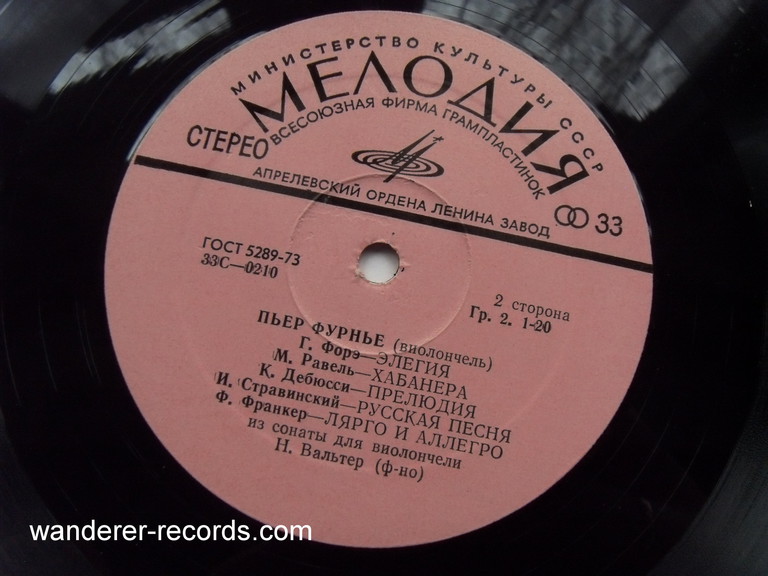 МИНИСТЕРСТВО КУЛЬТУРЫ СССР
МЕЛОДИЯ
ВСЕСОЮЗНАЯ ФИРМА ГРАМПЛАСТИНОК
СТЕРЕО
АПРЕЛЕВСКИЙ ОРДЕНА ЛЕНИНА ЗАВОД
33
ГОСТ 5289-73
33С—0210
2 сторона
Гр. 2. 1-20
ПЬЕР ФУРНЬЕ (виолончель)
Г. Форэ—ЭЛЕГИЯ
М. Равель—ХАБАНЕРА
К. Дебюсси—ПРЕЛЮДИЯ
И. Стравинский—РУССКАЯ ПЕСНЯ
Ф. Франкер—ЛЯРГО И АЛЛЕГРО
из сонаты для виолончели
Н. Вальтер (ф-но)
wanderer-records.com